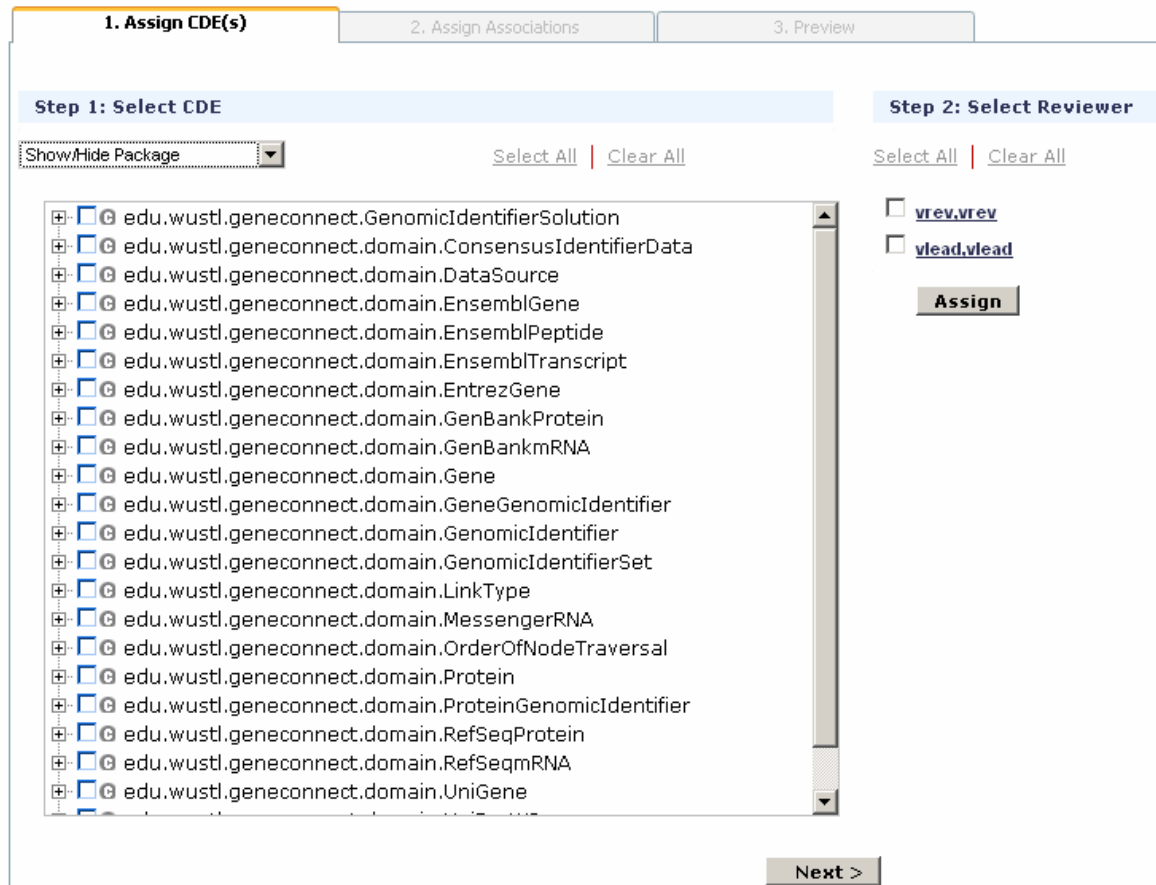 1. Assign CDE(s)
2. Assign Associations
3. Preview
Step 1: Select CDE
Step 2: Select Reviewer
Show/Hide Package
Select All | Clear All
Select All | Clear All
edu.wustl.geneconnect.GenomicIdentifierSolution
edu.wustl.geneconnect.domain.ConsensusIdentifierData
edu.wustl.geneconnect.domain.DataSource
edu.wustl.geneconnect.domain.EnsemblGene
edu.wustl.geneconnect.domain.EnsemblPeptide
edu.wustl.geneconnect.domain.EnsemblTranscript
edu.wustl.geneconnect.domain.EntrezGene
edu.wustl.geneconnect.domain.GenBankProtein
edu.wustl.geneconnect.domain.GenBankmRNA
edu.wustl.geneconnect.domain.Gene
edu.wustl.geneconnect.domain.GeneGenomicIdentifier
edu.wustl.geneconnect.domain.GenomicIdentifier
edu.wustl.geneconnect.domain.GenomicIdentifierSet
edu.wustl.geneconnect.domain.LinkType
edu.wustl.geneconnect.domain.MessengerRNA
edu.wustl.geneconnect.domain.OrderOfNodeTraversal
edu.wustl.geneconnect.domain.Protein
edu.wustl.geneconnect.domain.ProteinGenomicIdentifier
edu.wustl.geneconnect.domain.RefSeqProtein
edu.wustl.geneconnect.domain.RefSeqmRNA
edu.wustl.geneconnect.domain.UniGene
vrev,vrev
vlead,vlead
Assign
Next >